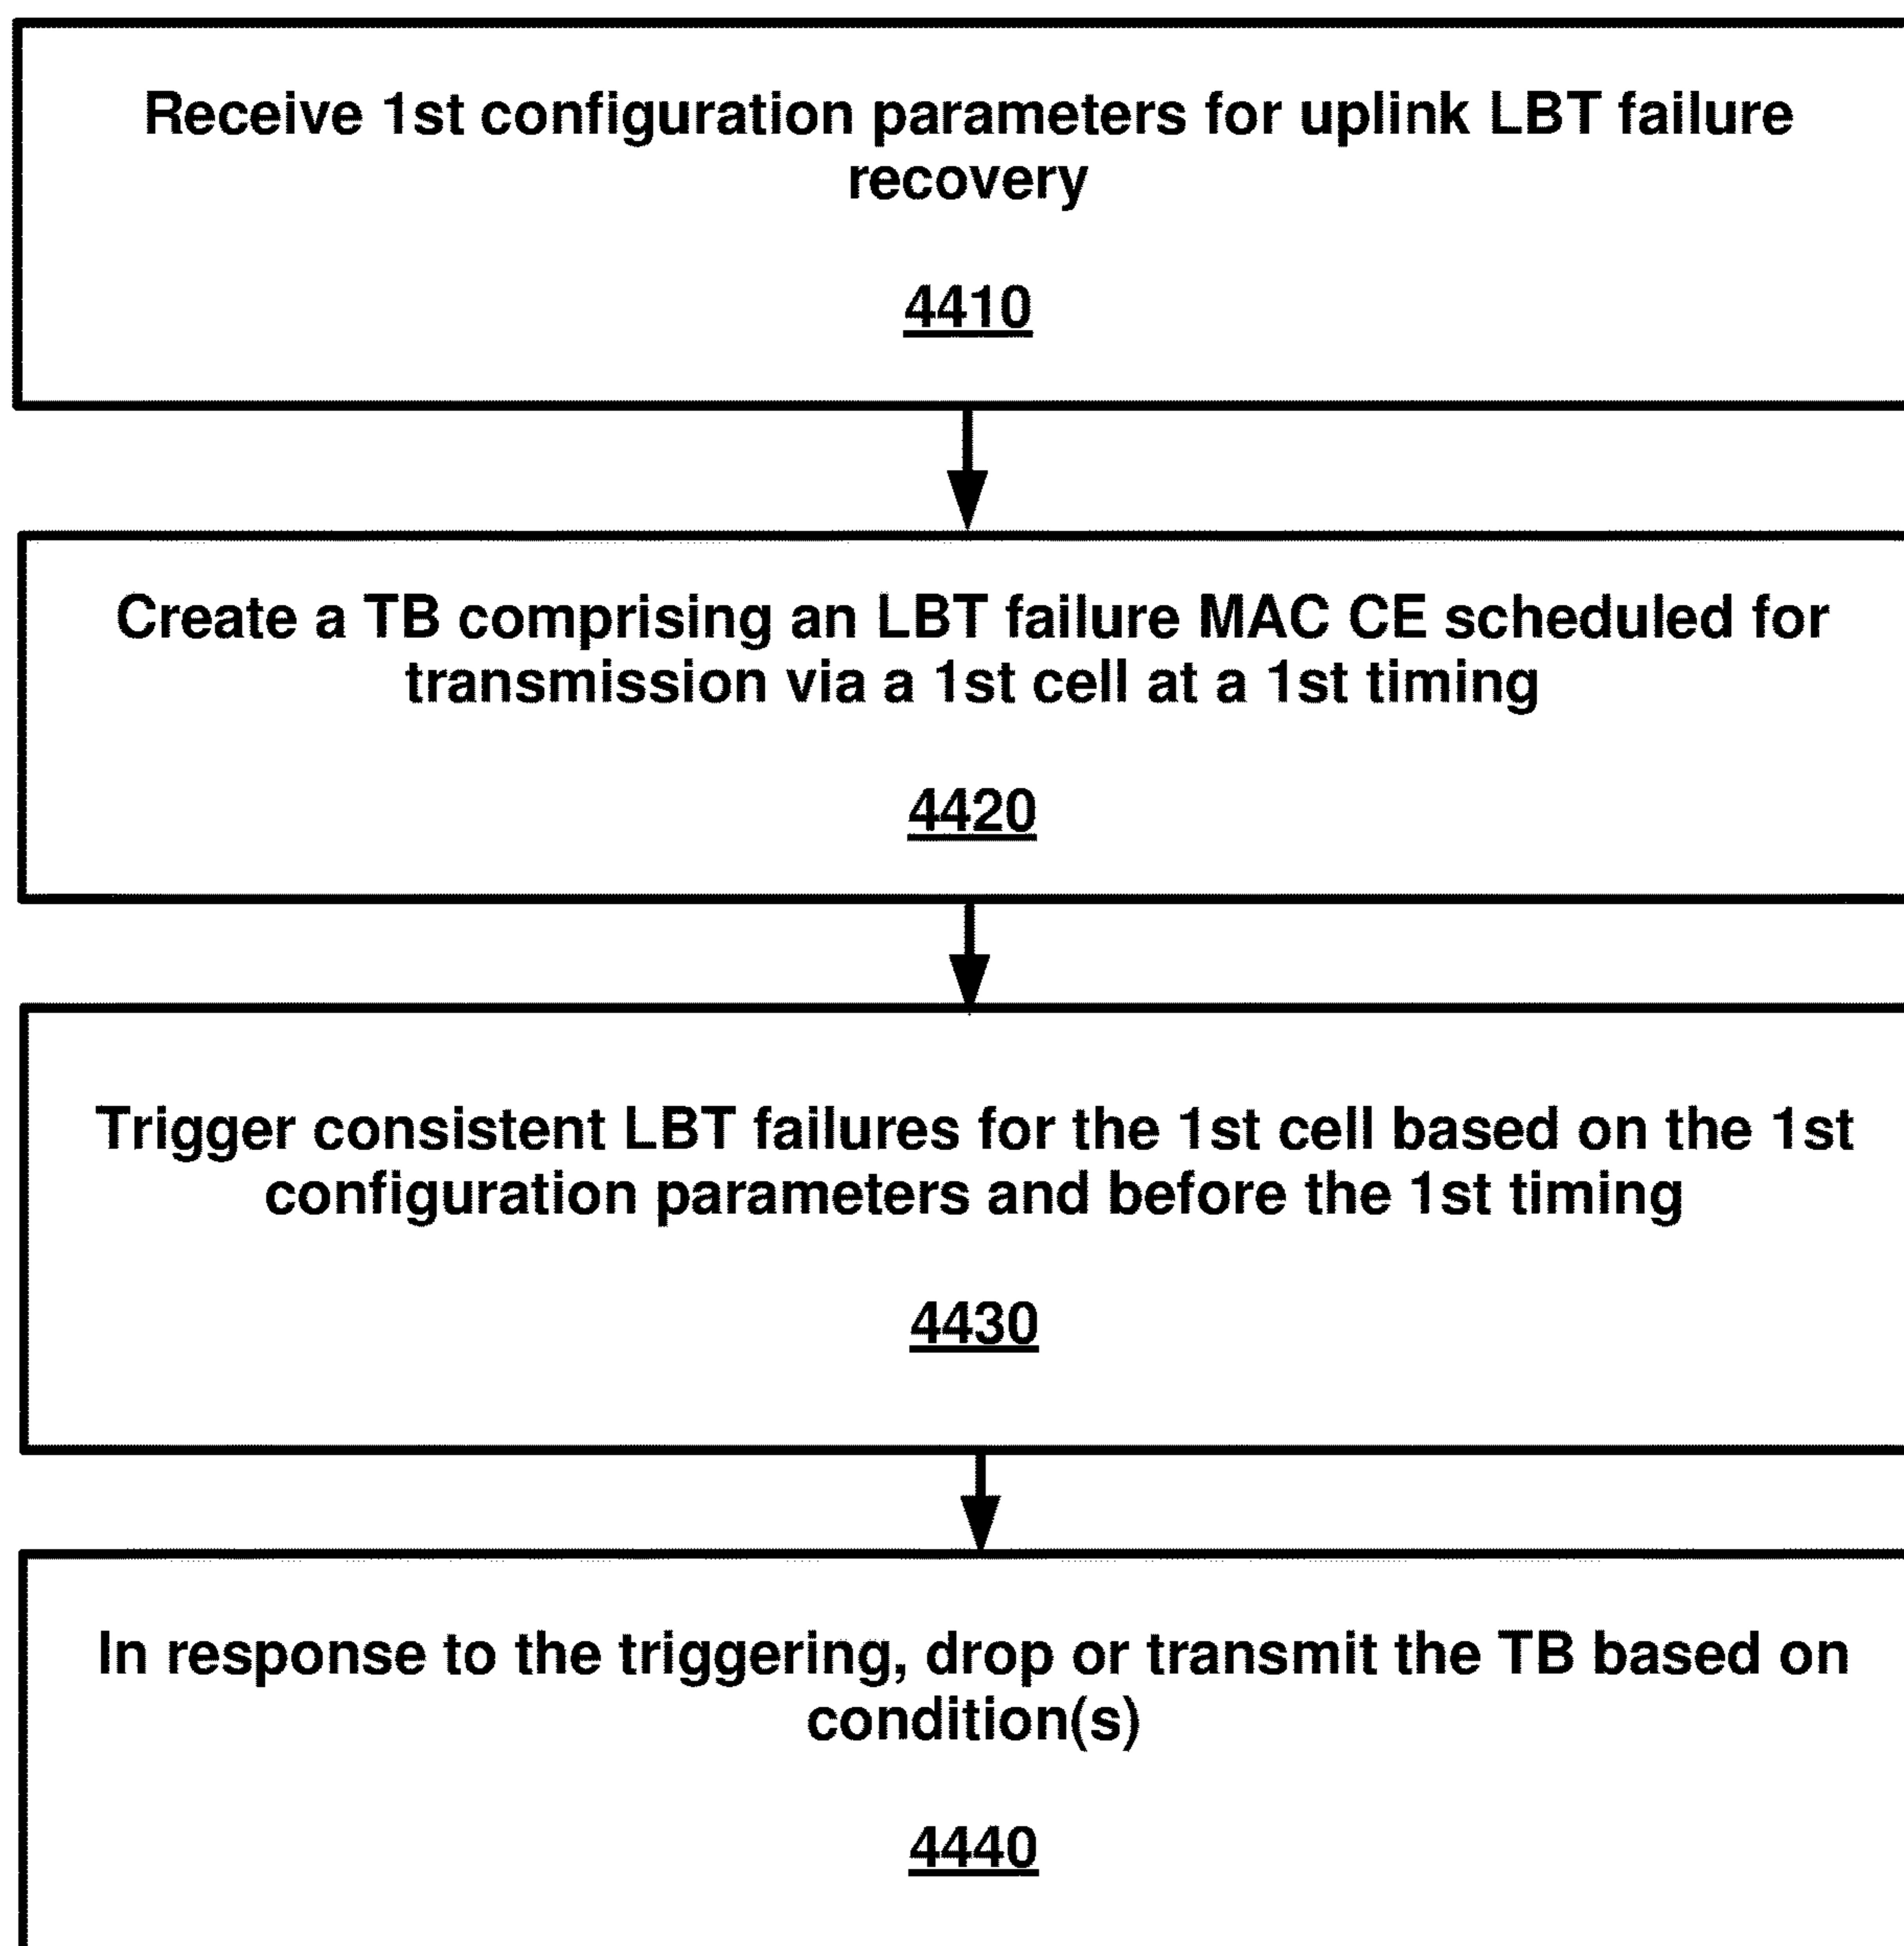 Receive 1st configuration parameters for uplink LBT failure
recovery
4410
Create a TB comprising an LBT failure MAC CE scheduled for
transmission via a 1st cell at a 1st timing
4420
Trigger consistent LBT failures for the 1st cell based on the 1st
configuration parameters and before the 1st timing
4430
In response to the triggering, drop or transmit the TB based on
condition(s)
4440